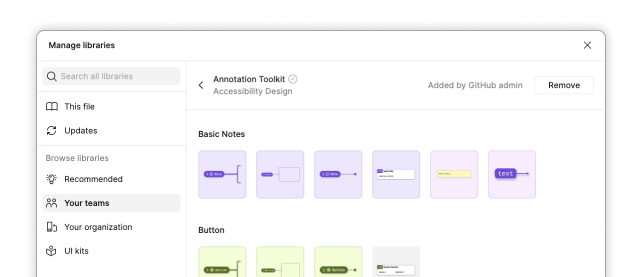 Manage libraries
Search all libraries
This file
Updates
Browse libraries
Recommended
Your teams
Your organization
UI kits
Annotation Toolkit
Accessibility Design
Added by GitHub admin
Remove
Basic Notes
text
Button